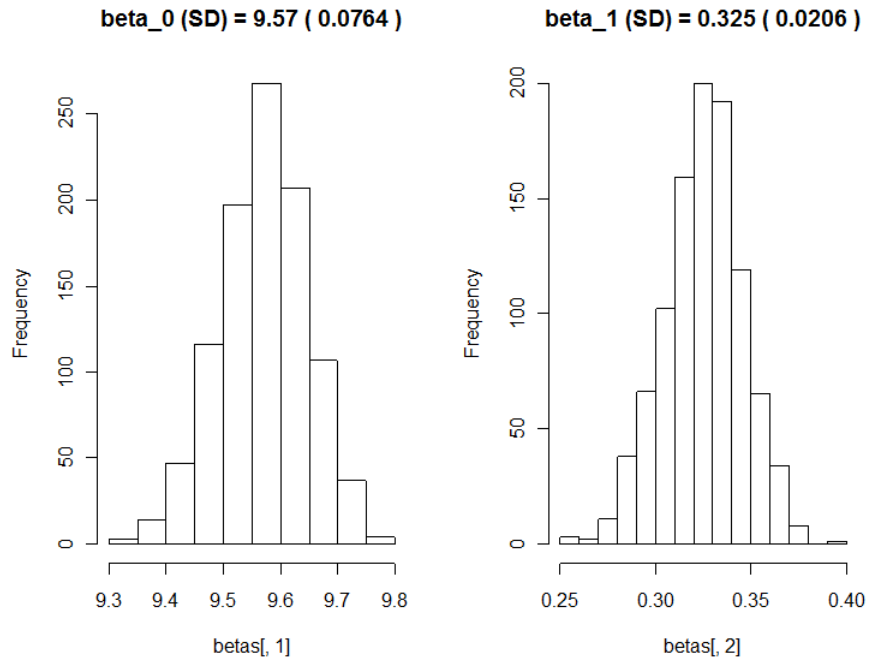 beta_0 (SD) = 9.57 ( 0.0764 )
250
200
150
100
50
0
Frequency
9.3 9.4 9.5 9.6 9.7 9.8
betas[, 1]
beta_1 (SD) = 0.325 ( 0.0206 )
200
150
100
50
0
Frequency
0.25 0.30 0.35 0.40
betas[, 2]